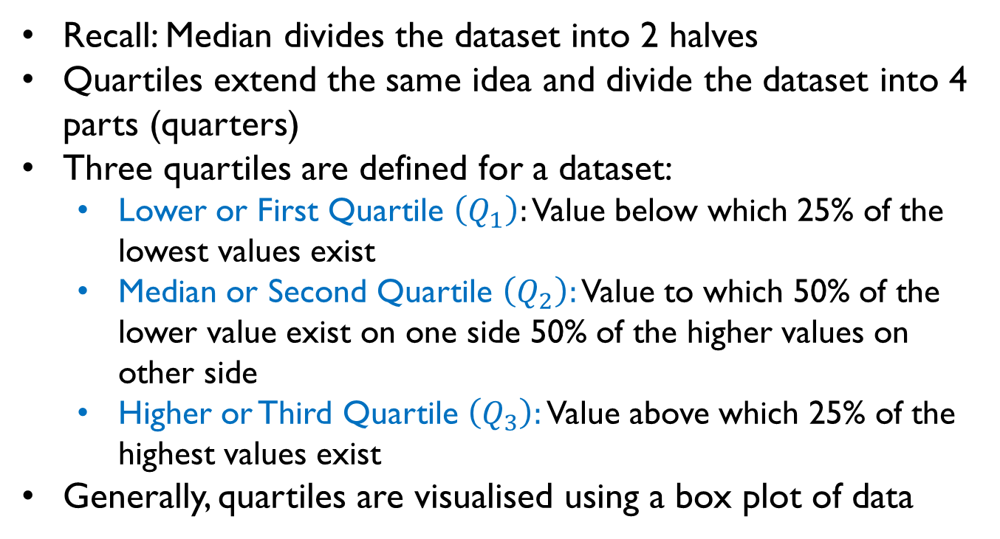 • Recall: Median divides the dataset into 2 halves
• Quartiles extend the same idea and divide the dataset into 4
parts (quarters)
• Three quartiles are defined for a dataset:
• Lower or First Quartile (Q₁): Value below which 25% of the
lowest values exist
• Median or Second Quartile (Q₂): Value to which 50% of the
lower value exist on one side 50% of the higher values on
other side
• Higher or Third Quartile (Q₃): Value above which 25% of the
highest values exist
• Generally, quartiles are visualised using a box plot of data